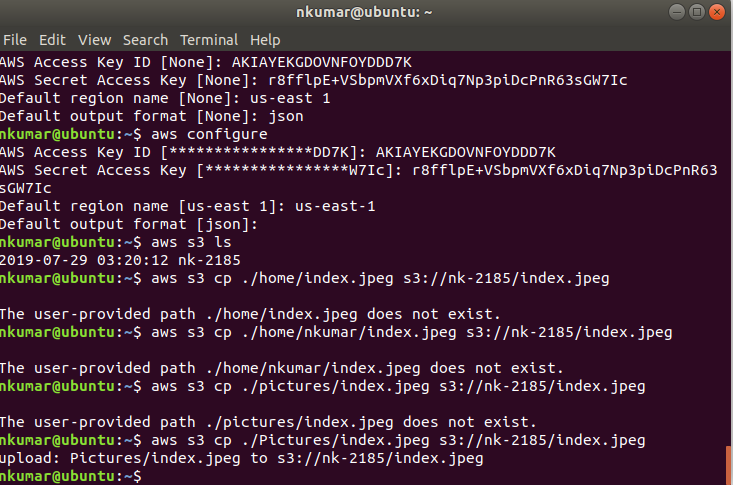 nkumar@ubuntu: ~
File Edit View Search Terminal Help
AWS Access Key ID [None]: AKIAYEKGDOVNFOYDDD7K
AWS Secret Access Key [None]: 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
Default region name [None]: us-east 1
Default output format [None]: json
nkumar@ubuntu:~$ aws configure
AWS Access Key ID [****************DD7K]: AKIAYEKGDOVNFOYDDD7K
AWS Secret Access Key [****************W7Ic]: r8fflpE+VSbpmVXf6xDiq7Np3piDcPnR63
sGW7Ic
Default region name [us-east 1]: us-east-1
Default output format [json]:
nkumar@ubuntu:~$ aws s3 ls
2019-07-29 03:20:12 nk-2185
nkumar@ubuntu:~$ aws s3 cp ./home/index.jpeg s3://nk-2185/index.jpeg
The user-provided path ./home/index.jpeg does not exist.
nkumar@ubuntu:~$ aws s3 cp ./home/nkumar/index.jpeg s3://nk-2185/index.jpeg
The user-provided path ./home/nkumar/index.jpeg does not exist.
nkumar@ubuntu:~$ aws s3 cp ./pictures/index.jpeg s3://nk-2185/index.jpeg
The user-provided path ./pictures/index.jpeg does not exist.
nkumar@ubuntu:~$ aws s3 cp ./Pictures/index.jpeg s3://nk-2185/index.jpeg
upload: Pictures/index.jpeg to s3://nk-2185/index.jpeg
nkumar@ubuntu:~$